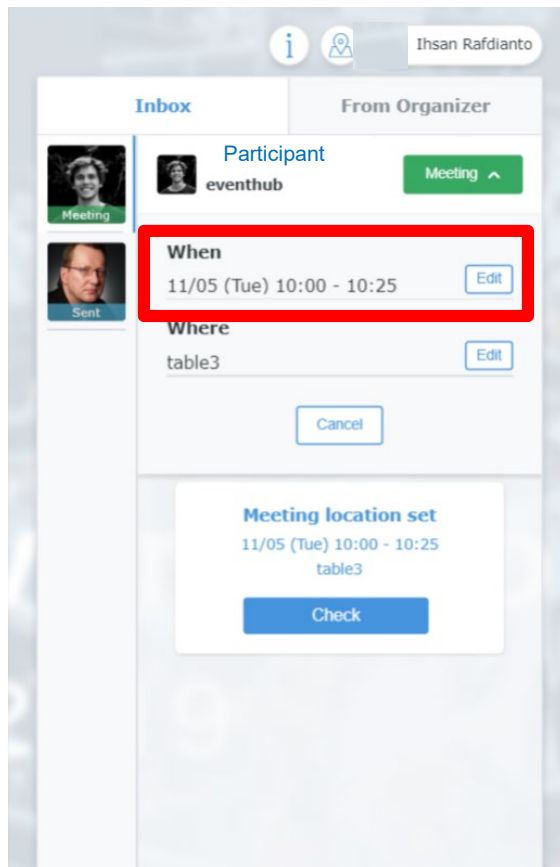 i
Ihsan Rafdianto
Inbox
From Organizer
Meeting
Participant
eventhub
Meeting
Sent
When
11/05 (Tue) 10:00 - 10:25
Edit
Where
table3
Edit
Cancel
Meeting location set
11/05 (Tue) 10:00 - 10:25
table3
Check